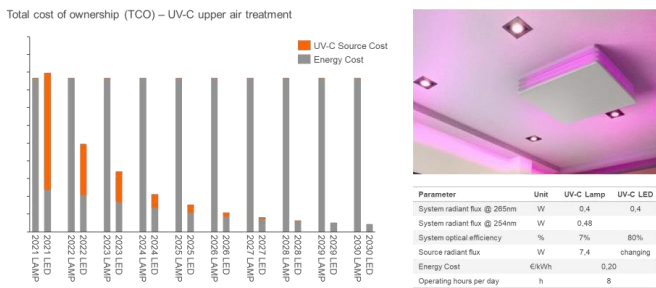 Total cost of ownership (TCO) – UV-C upper air treatment
UV-C Source Cost
Energy Cost
2021 LAMP
2021 LED
2022 LAMP
2022 LED
2023 LAMP
2023 LED
2024 LAMP
2024 LED
2025 LAMP
2025 LED
2026 LAMP
2026 LED
2027 LAMP
2027 LED
2028 LAMP
2028 LED
2029 LAMP
2029 LED
2030 LAMP
2030 LED
Parameter Unit UV-C Lamp UV-C LED
System radiant flux @ 265nm W 0,4 0,4
System radiant flux @ 254nm W 0,48
System optical efficiency % 7% 80%
Source radiant flux W 7,4 changing
Energy Cost €/kWh 0,20
Operating hours per day h 8